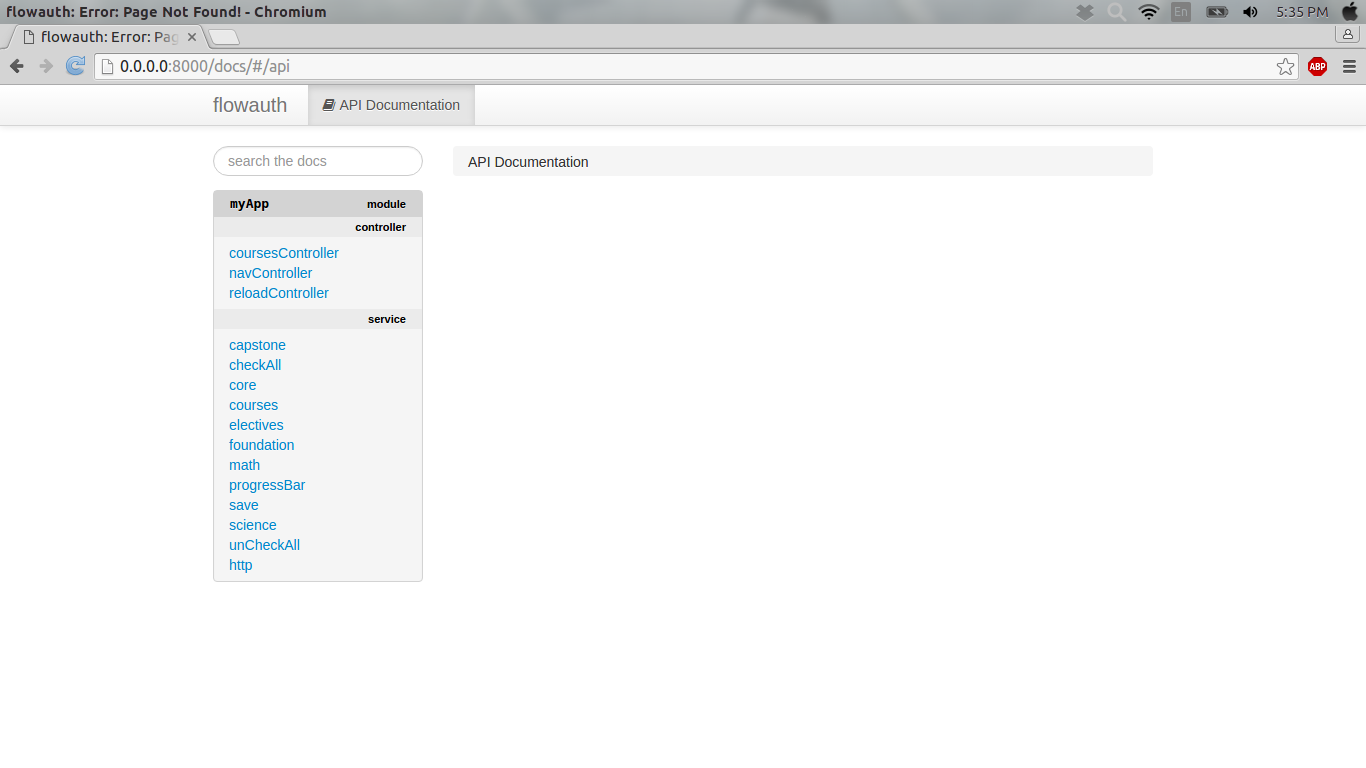 flowauth: Error: Page Not Found! - Chromium
En
5:35 PM
flowauth: Error: Pag
0.0.0.0:8000/docs/#/api
ABP
flowauth
API Documentation
search the docs
API Documentation
myApp module
controller
coursesController
navController
reloadController
service
capstone
checkAll
core
courses
electives
foundation
math
progressBar
save
science
unCheckAll
http